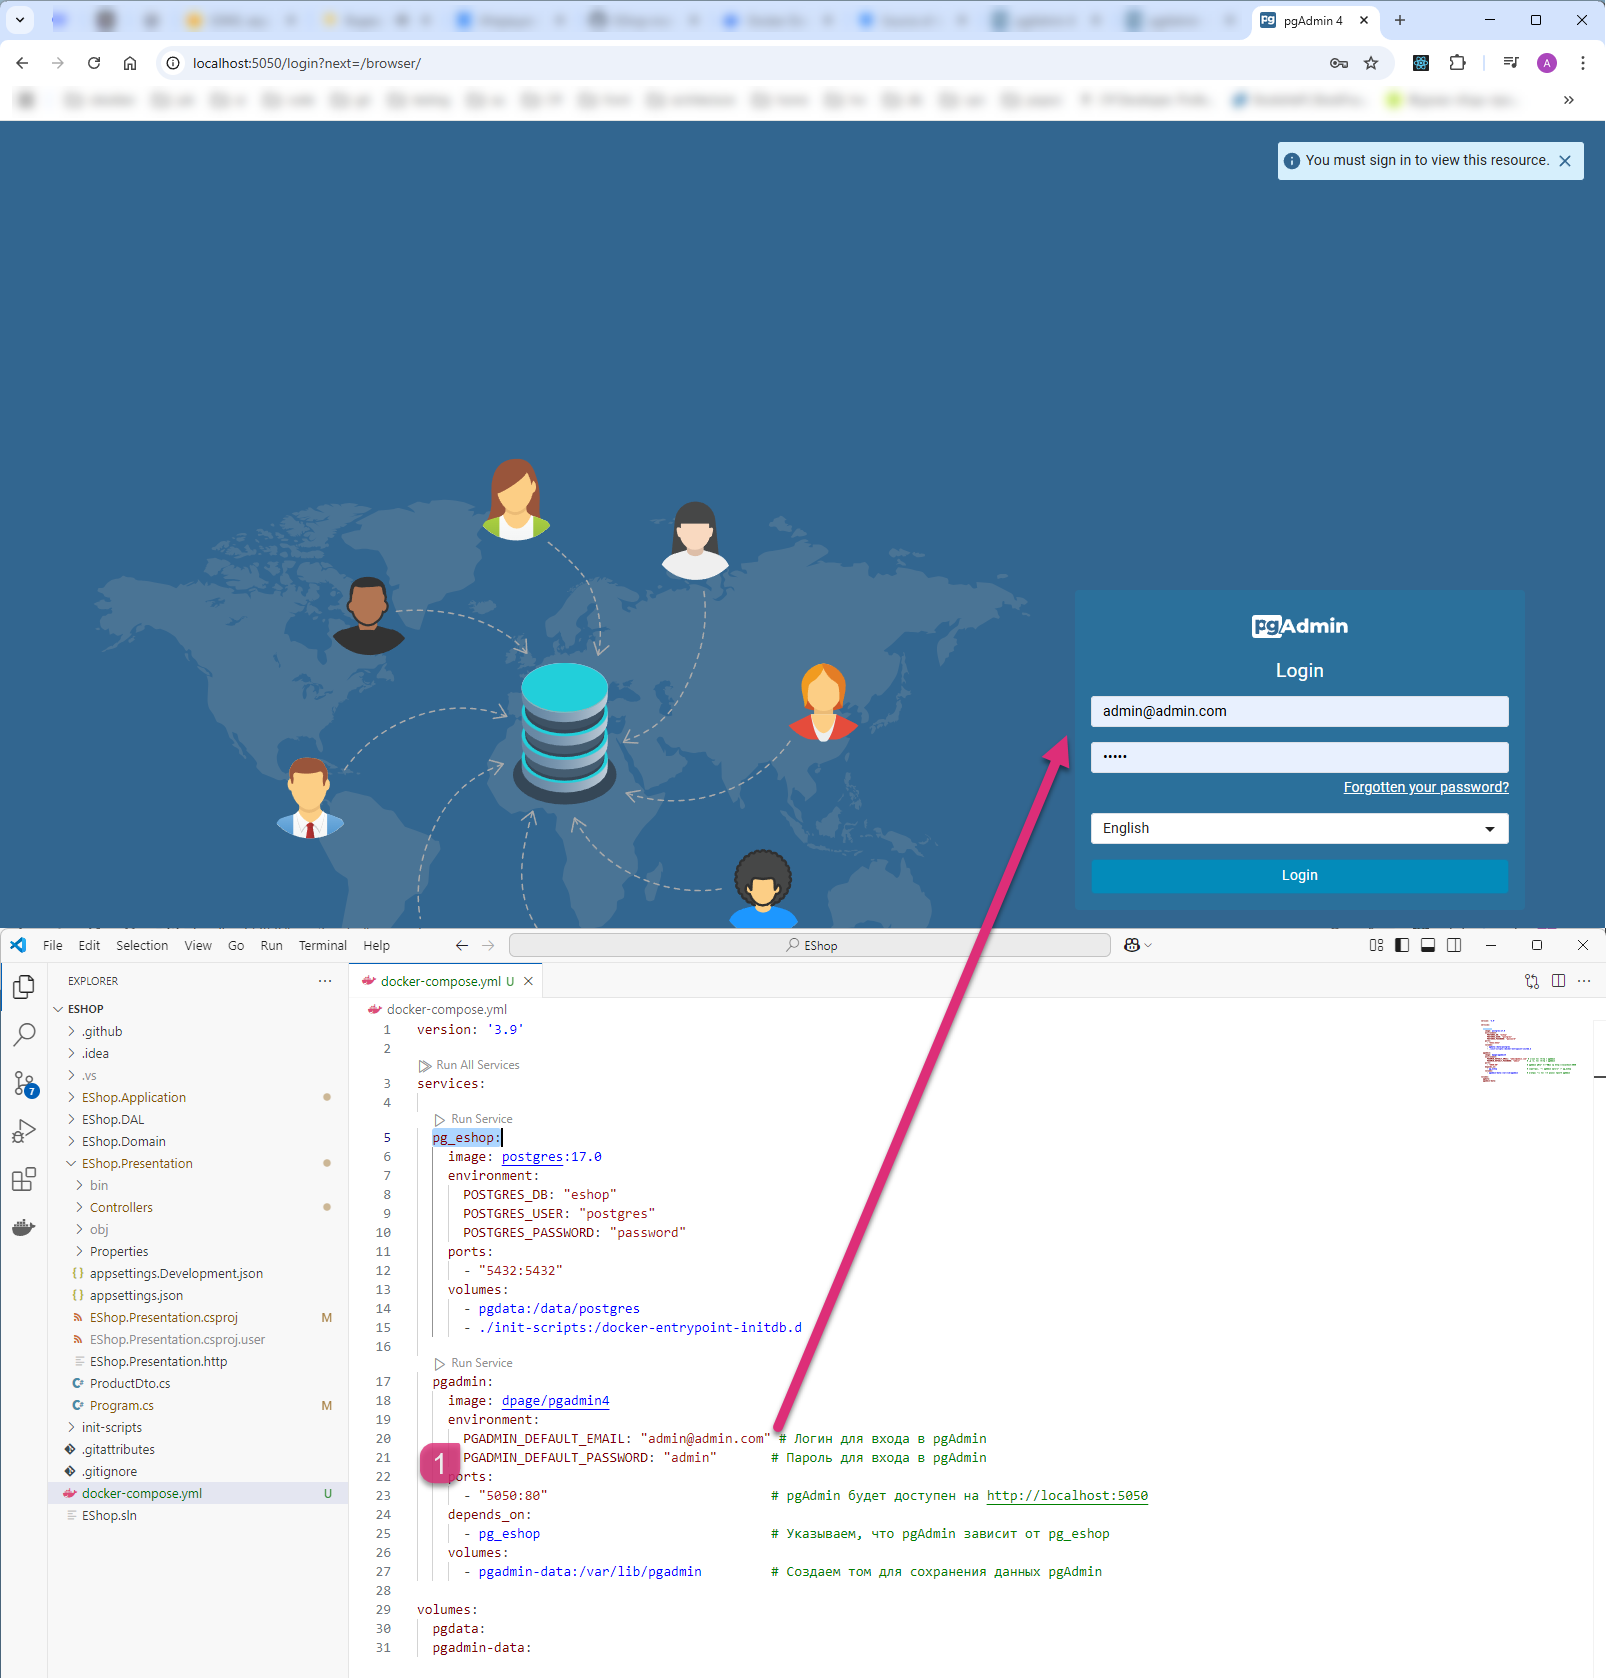 pgAdmin 4
localhost:5050/login?next=/browser/
A
You must sign in to view this resource.
pgAdmin
Login
admin@admin.com
•••••
Forgotten your password?
English
Login
File Edit Selection View Go Run Terminal Help
EShop
EXPLORER
ESHOP
.github
.idea
.vs
EShop.Application
EShop.DAL
EShop.Domain
EShop.Presentation
bin
Controllers
obj
Properties
{} appsettings.Development.json
{} appsettings.json
EShop.Presentation.csproj M
EShop.Presentation.csproj.user
EShop.Presentation.http
C# ProductDto.cs
C# Program.cs M
init-scripts
.gitattributes
.gitignore
docker-compose.yml U
EShop.sln
7
docker-compose.yml U
docker-compose.yml
1 version: '3.9'
2
Run All Services
3 services:
4
Run Service
5 pg_eshop:
6 image: postgres:17.0
7 environment:
8 POSTGRES_DB: "eshop"
9 POSTGRES_USER: "postgres"
10 POSTGRES_PASSWORD: "password"
11 ports:
12 - "5432:5432"
13 volumes:
14 - pgdata:/data/postgres
15 - ./init-scripts:/docker-entrypoint-initdb.d
16
Run Service
17 pgadmin:
18 image: dpage/pgadmin4
19 environment:
20 PGADMIN_DEFAULT_EMAIL: "admin@admin.com" # Логин для входа в pgAdmin
21 PGADMIN_DEFAULT_PASSWORD: "admin" # Пароль для входа в pgAdmin
1
22 ports:
23 - "5050:80" # pgAdmin будет доступен на http://localhost:5050
24 depends_on:
25 - pg_eshop # Указываем, что pgAdmin зависит от pg_eshop
26 volumes:
27 - pgadmin-data:/var/lib/pgadmin # Создаем том для сохранения данных pgAdmin
28
29 volumes:
30 pgdata:
31 pgadmin-data: